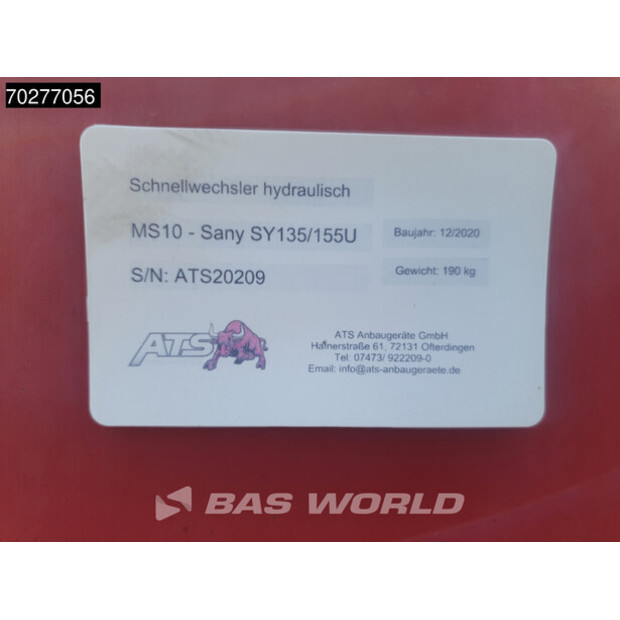 70277056
Schnellwechsler hydraulisch
MS10 - Sany SY135/155U
Baujahr: 12/2020
S/N: ATS20209
Gewicht: 190 kg
ATS
ATS Anbaugeräte GmbH
Hafnerstraße 61, 72131 Ofterdingen
Tel: 07473/ 922209-0
Email: info@ats-anbaugeraete.de
BAS WORLD